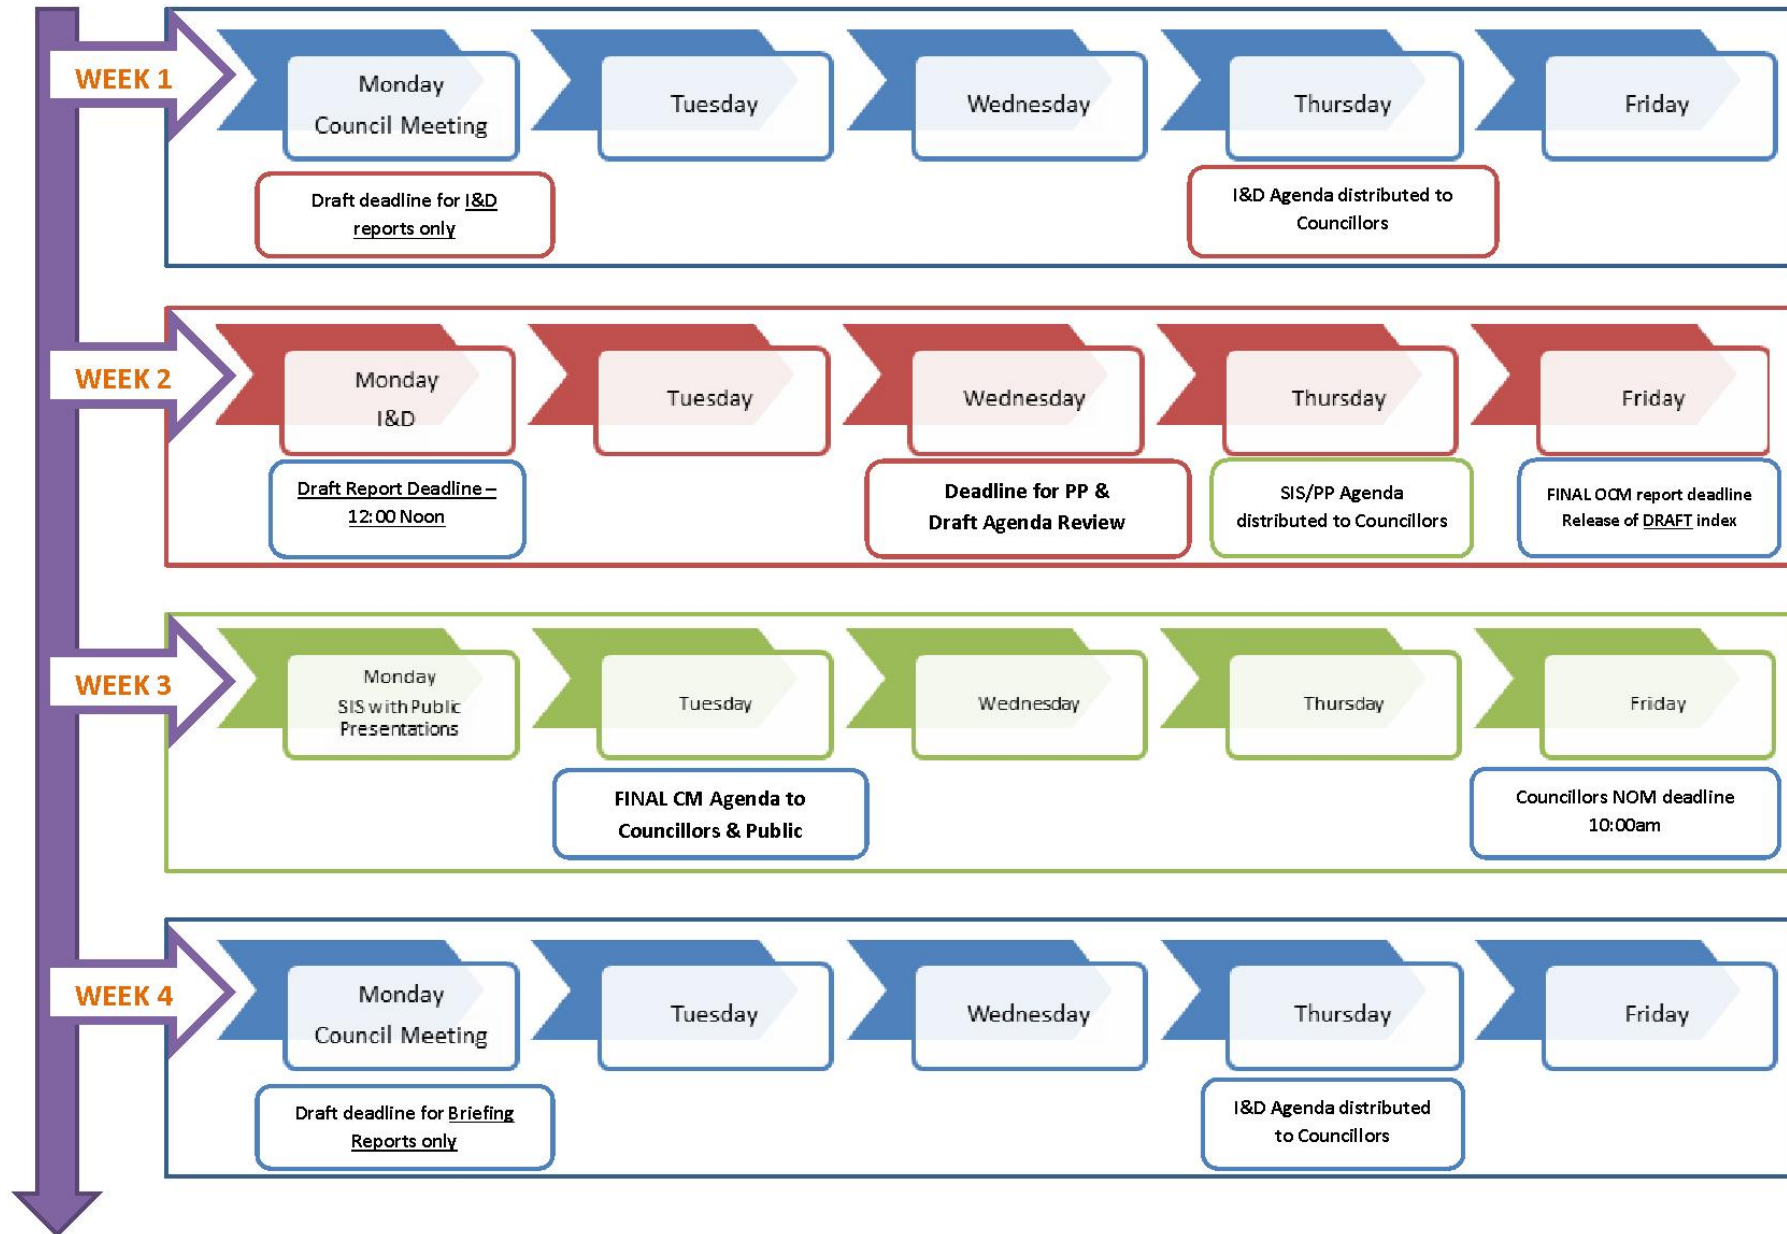 WEEK 1
Monday
Council Meeting
Tuesday
Wednesday
Thursday
Friday
Draft deadline for I&D
reports only
I&D Agenda distributed to
Councillors
WEEK 2
Monday
I&D
Tuesday
Wednesday
Thursday
Friday
Draft Report Deadline –
12:00 Noon
Deadline for PP &
Draft Agenda Review
SIS/PP Agenda
distributed to Councillors
FINAL OCM report deadline
Release of DRAFT index
WEEK 3
Monday
SIS with Public
Presentations
Tuesday
Wednesday
Thursday
Friday
FINAL CM Agenda to
Councillors & Public
Councillors NOM deadline
10:00am
WEEK 4
Monday
Council Meeting
Tuesday
Wednesday
Thursday
Friday
Draft deadline for Briefing
Reports only
I&D Agenda distributed
to Councillors